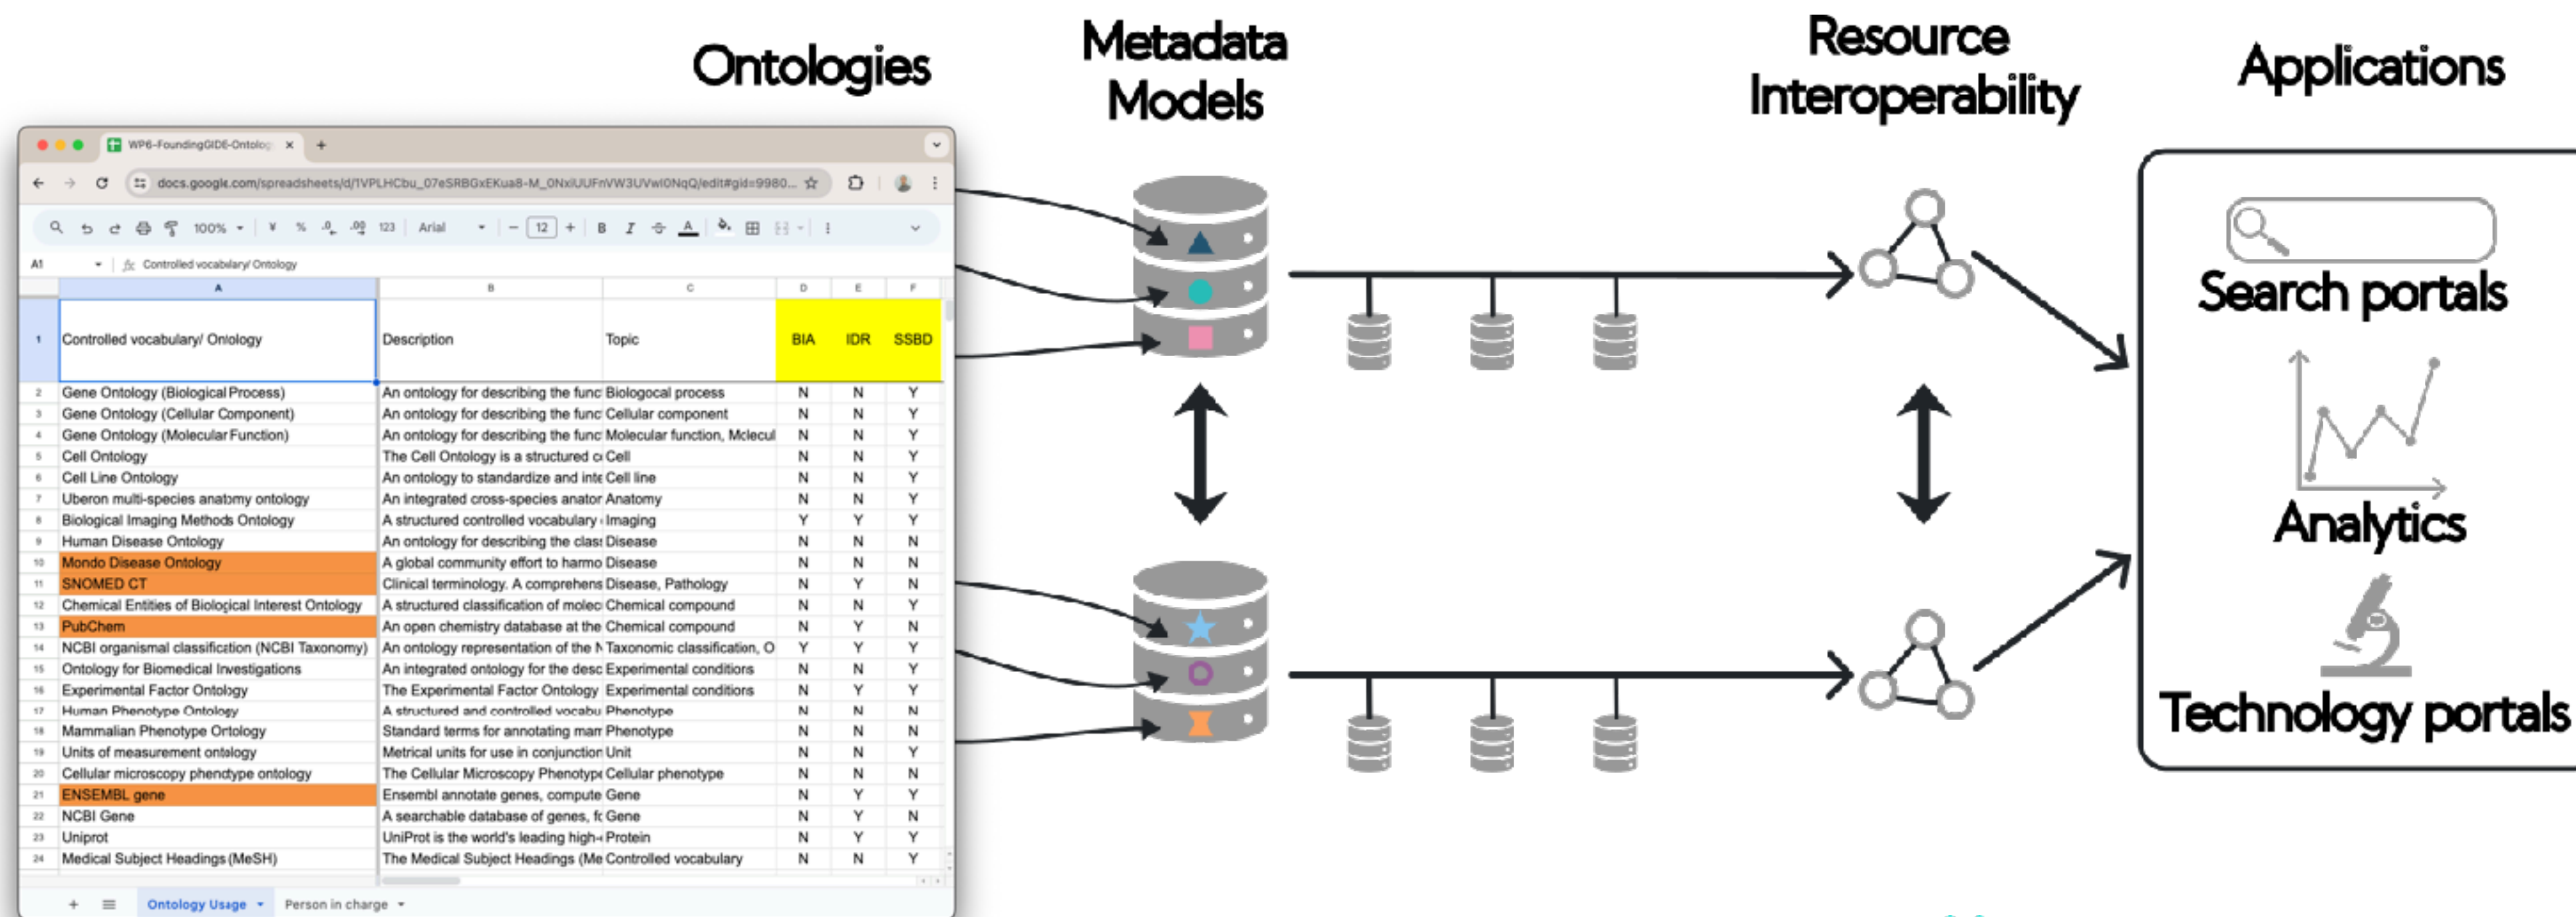 Ontologies
Metadata
Models
Resource
Interoperability
Applications
WP6-FoundingGIDE-Ontolog
100%
¥ % .0 .00 123
Arial
12
B I A
A1
fx Controlled vocabulary/ Ontology
A B C D E F
1 Controlled vocabulary/ Ontology Description Topic BIA IDR SSBD
2 Gene Ontology (Biological Process) An ontology for describing the func Biologocal process N N Y
3 Gene Ontology (Cellular Component) An ontology for describing the func Cellular component N N Y
4 Gene Ontology (Molecular Function) An ontology for describing the func Molecular function, Molecul N N Y
5 Cell Ontology The Cell Ontology is a structured c Cell N N Y
6 Cell Line Ontology An ontology to standardize and inte Cell line N N Y
7 Uberon multi-species anatomy ontology An integrated cross-species anator Anatomy N N Y
8 Biological Imaging Methods Ontology A structured controlled vocabulary Imaging Y Y Y
9 Human Disease Ontology An ontology for describing the class Disease N N N
10 Mondo Disease Ontology A global community effort to harmo Disease N N N
11 SNOMED CT Clinical terminology. A comprehens Disease, Pathology N Y N
12 Chemical Entities of Biological Interest Ontology A structured classification of molec Chemical compound N N Y
13 PubChem An open chemistry database at the Chemical compound N Y N
14 NCBI organismal classification (NCBI Taxonomy) An ontology representation of the N Taxonomic classification, O Y Y Y
15 Ontology for Biomedical Investigations An integrated ontology for the desc Experimental conditions N N Y
16 Experimental Factor Ontology The Experimental Factor Ontology Experimental conditions N Y Y
17 Human Phenotype Ontology A structured and controlled vocabu Phenotype N N N
18 Mammalian Phenotype Ontology Standard terms for annotating mam Phenotype N N N
19 Units of measurement ontology Metrical units for use in conjunction Unit N N Y
20 Cellular microscopy phenotype ontology The Cellular Microscopy Phenotype Cellular phenotype N N N
21 ENSEMBL gene Ensembl annotate genes, compute Gene N Y Y
22 NCBI Gene A searchable database of genes, fo Gene N Y N
23 Uniprot UniProt is the world's leading high- Protein N Y Y
24 Medical Subject Headings (MeSH) The Medical Subject Headings (Me Controlled vocabulary N N Y
Ontology Usage Person in charge
Search portals
Analytics
Technology portals